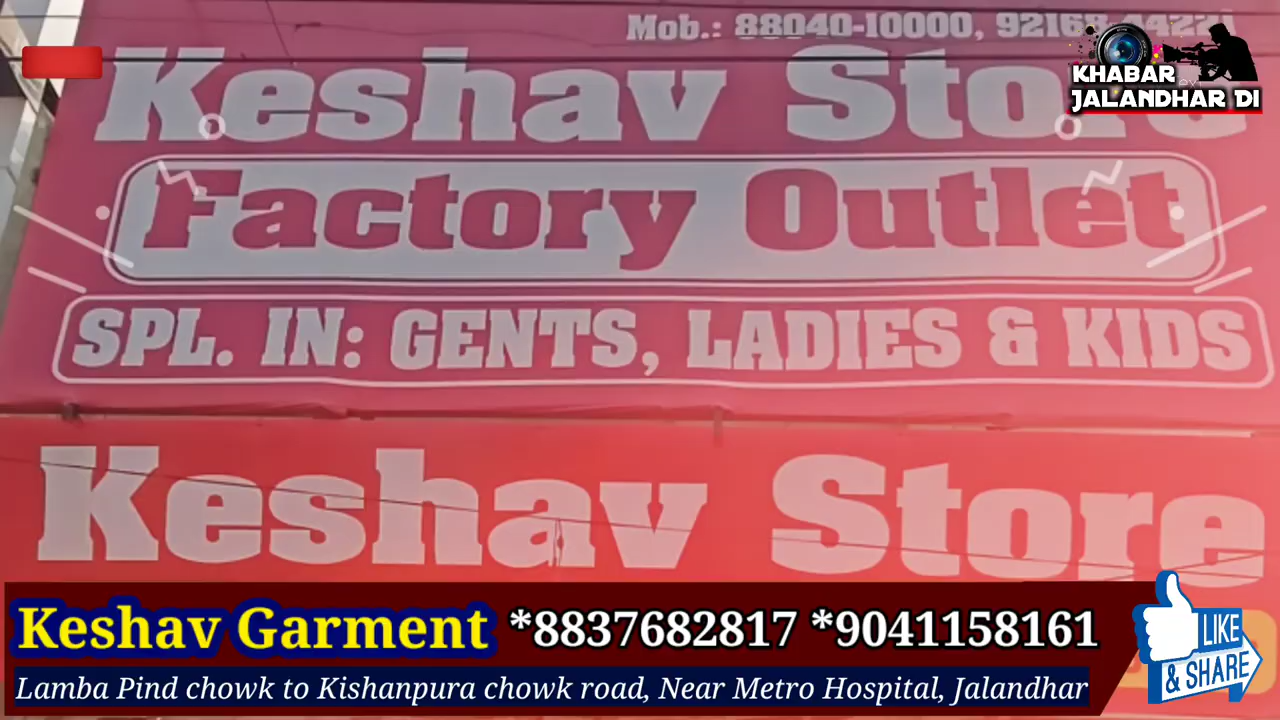 Mob.: 88040-10000,
KHABAR
JALANDHAR DI
Keshav Store
Factory Outlet
SPL. IN: GENTS, LADIES & KIDS
Keshav Store
Keshav Garment *8837682817 *9041158161
LIKE
& SHARE
Lamba Pind chowk to Kishanpura chowk road, Near Metro Hospital, Jalandhar